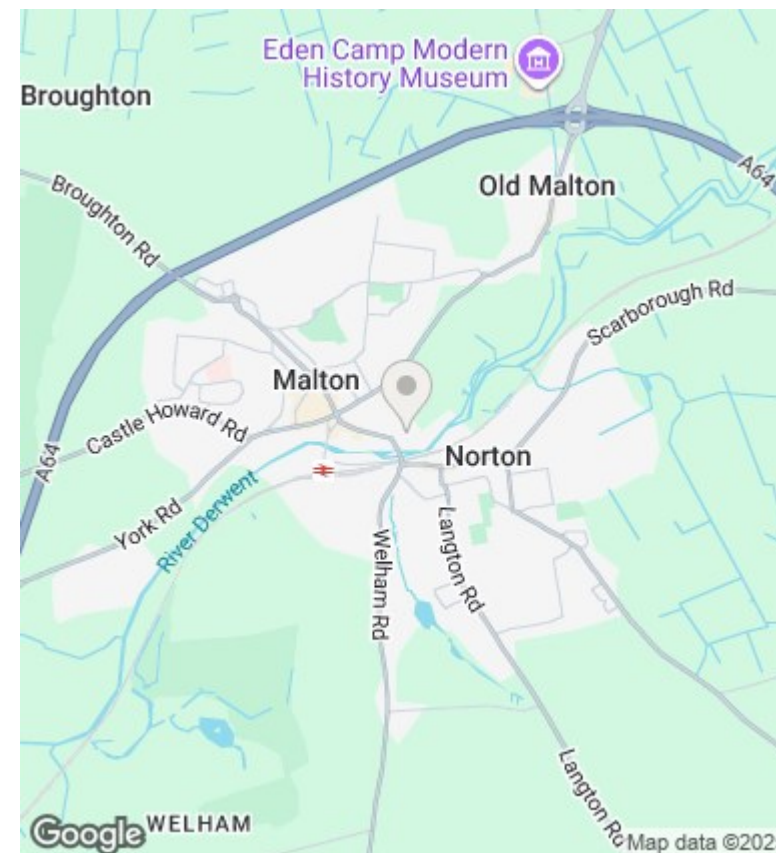 Eden Camp Modern
History Museum
Broughton
A64
Broughton Rd
Old Malton
Scarborough Rd
Malton
Castle Howard Rd
A64
Norton
York Rd
River Derwent
Welham Rd
Langton Rd
Langton Rd
WELHAM
Google
Map data ©202